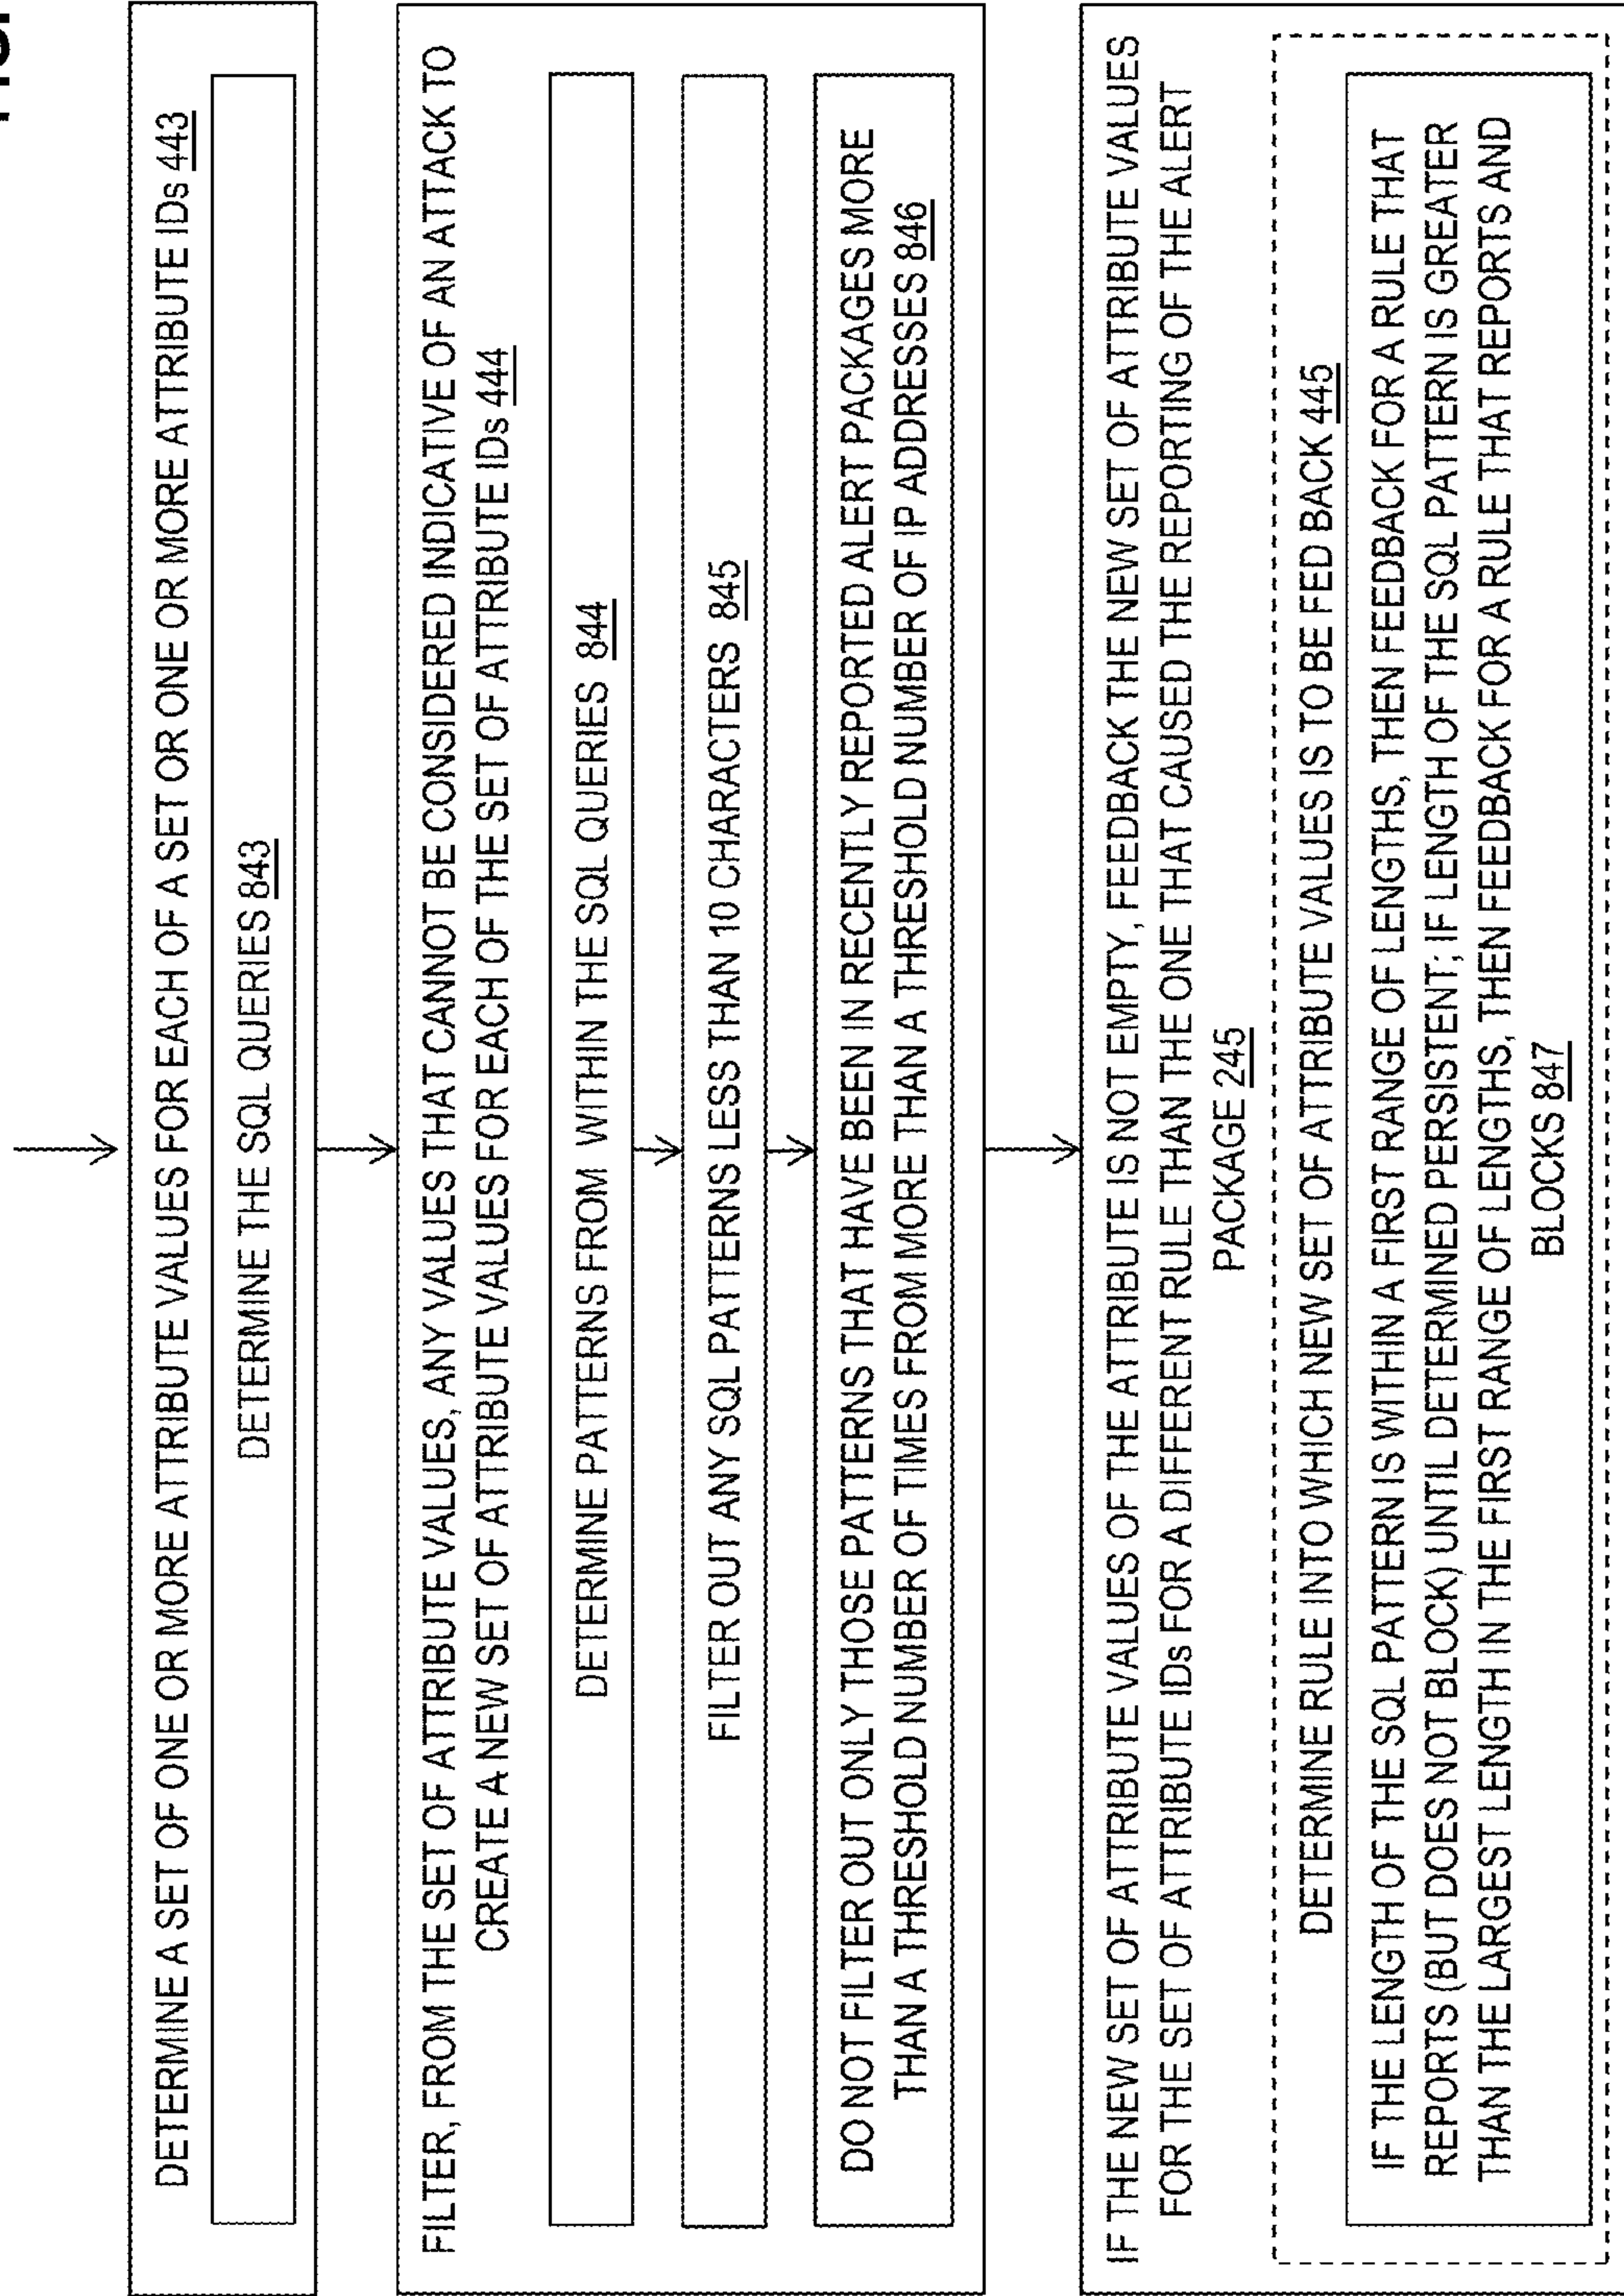 DETERMINE A SET OF ONE OR MORE ATTRIBUTE VALUES FOR EACH OF A SET OR ONE OR MORE ATTRIBUTE IDs 443
DETERMINE THE SQL QUERIES 843
FILTER, FROM THE SET OF ATTRIBUTE VALUES, ANY VALUES THAT CANNOT BE CONSIDERED INDICATIVE OF AN ATTACK TO
CREATE A NEW SET OF ATTRIBUTE VALUES FOR EACH OF THE SET OF ATTRIBUTE IDs 444
DETERMINE PATTERNS FROM WITHIN THE SQL QUERIES 844
FILTER OUT ANY SQL PATTERNS LESS THAN 10 CHARACTERS 845
DO NOT FILTER OUT ONLY THOSE PATTERNS THAT HAVE BEEN IN RECENTLY REPORTED ALERT PACKAGES MORE
THAN A THRESHOLD NUMBER OF TIMES FROM MORE THAN A THRESHOLD NUMBER OF IP ADDRESSES 846
IF THE NEW SET OF ATTRIBUTE VALUES OF THE ATTRIBUTE IS NOT EMPTY, FEEDBACK THE NEW SET OF ATTRIBUTE VALUES
FOR THE SET OF ATTRIBUTE IDs FOR A DIFFERENT RULE THAN THE ONE THAT CAUSED THE REPORTING OF THE ALERT
PACKAGE 245
DETERMINE RULE INTO WHICH NEW SET OF ATTRIBUTE VALUES IS TO BE FED BACK 445
IF THE LENGTH OF THE SQL PATTERN IS WITHIN A FIRST RANGE OF LENGTHS, THEN FEEDBACK FOR A RULE THAT
REPORTS (BUT DOES NOT BLOCK) UNTIL DETERMINED PERSISTENT; IF LENGTH OF THE SQL PATTERN IS GREATER
THAN THE LARGEST LENGTH IN THE FIRST RANGE OF LENGTHS, THEN FEEDBACK FOR A RULE THAT REPORTS AND
BLOCKS 847